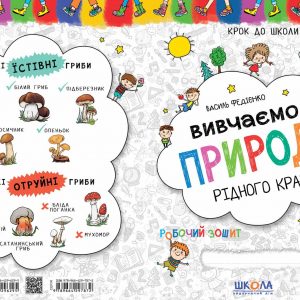 ЇСТІВНІ ГРИБИ
БІЛИЙ ГРИБ
ПІДБЕРЕЗНИК
ОПЕНЬОК
ОТРУЙНІ ГРИБИ
БЛІДА
ПОГАНКА
САТАНИНСЬКИЙ
ГРИБ
МУХОМОР
КРОК ДО ШКОЛИ
ВАСИЛЬ ФЕДІЄНКО
ВИВЧАЄМО
ПРИРОД
РІДНОГО КРА
РОБОЧИЙ ЗОШИТ
ШКОЛА